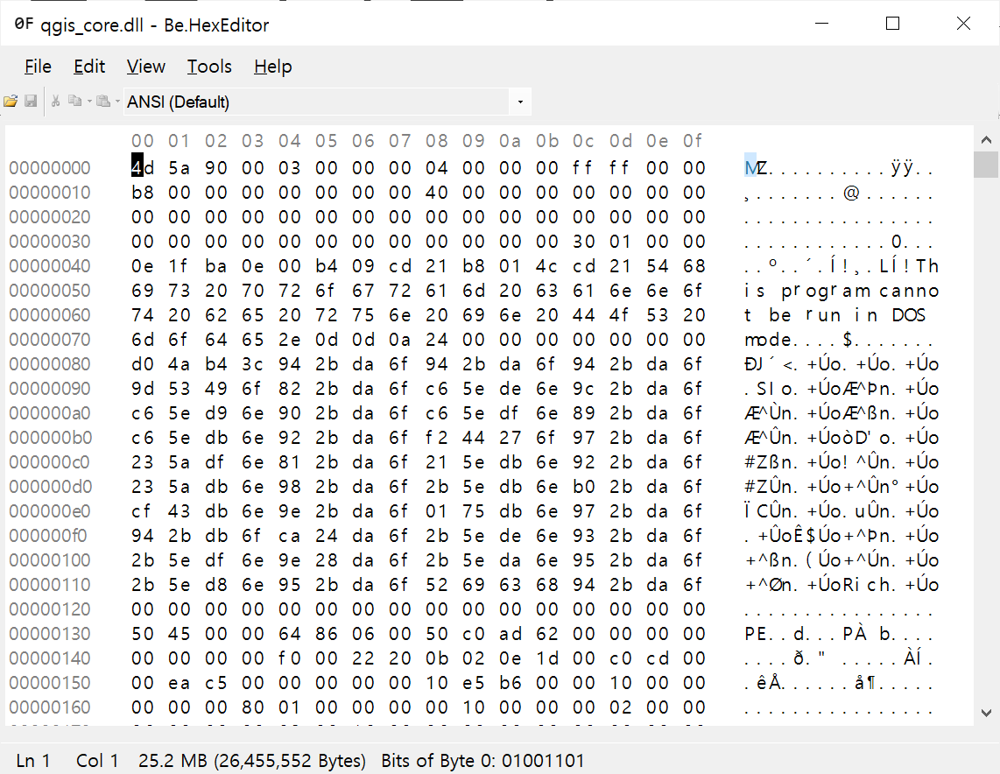 0F qgis_core.dll - Be.HexEditor
File Edit View Tools Help
ANSI (Default)
00 01 02 03 04 05 06 07 08 09 0a 0b 0c 0d 0e 0f
00000000 4d 5a 90 00 03 00 00 00 04 00 00 00 ff ff 00 00 MZ..........ÿÿ..
00000010 b8 00 00 00 00 00 00 00 40 00 00 00 00 00 00 00 ¸.......@.......
00000020 00 00 00 00 00 00 00 00 00 00 00 00 00 00 00 00 ................
00000030 00 00 00 00 00 00 00 00 00 00 00 00 30 01 00 00 ............0...
00000040 0e 1f ba 0e 00 b4 09 cd 21 b8 01 4c cd 21 54 68 ..º..´.Í!¸.LÍ!Th
00000050 69 73 20 70 72 6f 67 72 61 6d 20 63 61 6e 6e 6f is program canno
00000060 74 20 62 65 20 72 75 6e 20 69 6e 20 44 4f 53 20 t be run in DOS
00000070 6d 6f 64 65 2e 0d 0d 0a 24 00 00 00 00 00 00 00 mode....$.......
00000080 d0 4a b4 3c 94 2b da 6f 94 2b da 6f 94 2b da 6f ÐJ´<.+Úo.+Úo.+Úo
00000090 9d 53 49 6f 82 2b da 6f c6 5e de 6e 9c 2b da 6f .SIo.+ÚoÆ^Þn.+Úo
000000a0 c6 5e d9 6e 90 2b da 6f c6 5e df 6e 89 2b da 6f Æ^Ùn.+ÚoÆ^ßn.+Úo
000000b0 c6 5e db 6e 92 2b da 6f f2 44 27 6f 97 2b da 6f Æ^Ûn.+ÚoòD'o.+Úo
000000c0 23 5a df 6e 81 2b da 6f 21 5e db 6e 92 2b da 6f #Zßn.+Úo!^Ûn.+Úo
000000d0 23 5a db 6e 98 2b da 6f 2b 5e db 6e b0 2b da 6f #ZÛn.+Úo+^Ûn°+Úo
000000e0 cf 43 db 6e 9e 2b da 6f 01 75 db 6e 97 2b da 6f ÏCÛn.+Úo.uÛn.+Úo
000000f0 94 2b db 6f ca 24 da 6f 2b 5e de 6e 93 2b da 6f .+ÛoÊ$Úo+^Þn.+Úo
00000100 2b 5e df 6e 9e 28 da 6f 2b 5e da 6e 95 2b da 6f +^ßn.(Úo+^Ún.+Úo
00000110 2b 5e d8 6e 95 2b da 6f 52 69 63 68 94 2b da 6f +^Øn.+ÚoRich.+Úo
00000120 00 00 00 00 00 00 00 00 00 00 00 00 00 00 00 00 ................
00000130 50 45 00 00 64 86 06 00 50 c0 ad 62 00 00 00 00 PE..d...PÀ­b....
00000140 00 00 00 00 f0 00 22 20 0b 02 0e 1d 00 c0 cd 00 ....ð." .....ÀÍ.
00000150 00 ea c5 00 00 00 00 00 10 e5 b6 00 00 10 00 00 .êÅ......å¶.....
00000160 00 00 00 80 01 00 00 00 00 10 00 00 00 02 00 00 ................
Ln 1 Col 1 25.2 MB (26,455,552 Bytes) Bits of Byte 0: 01001101